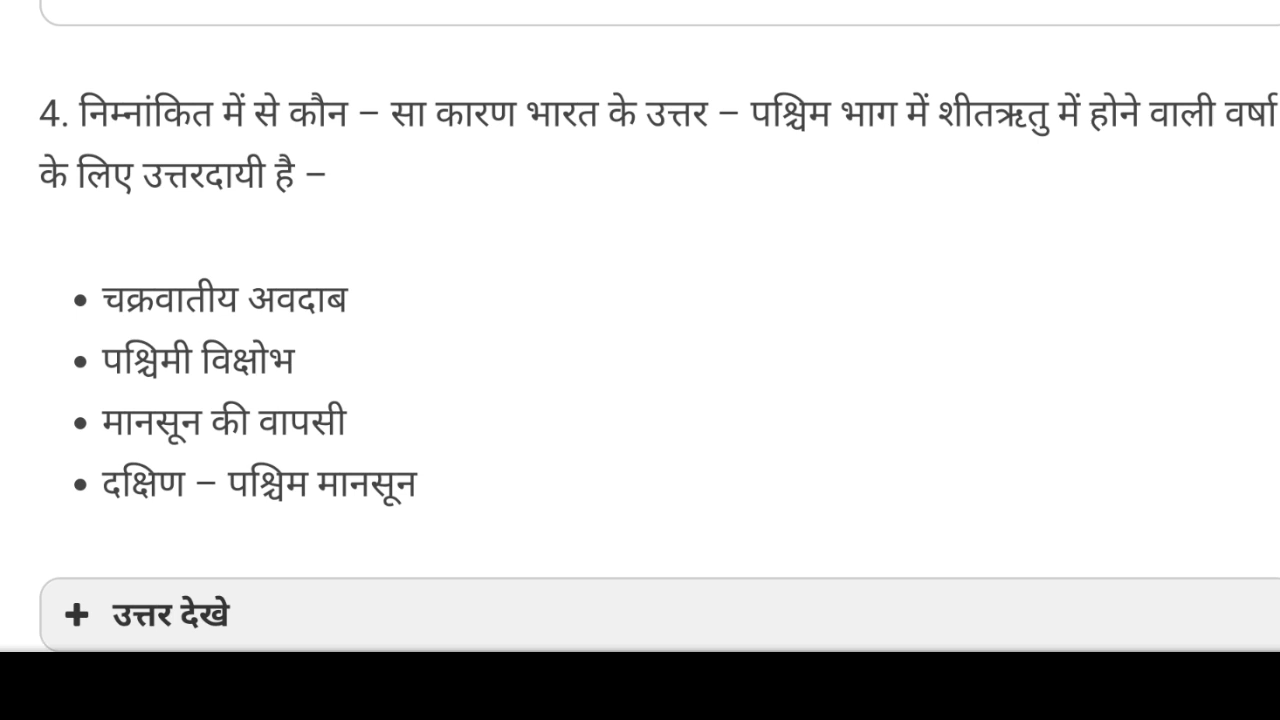 4. निम्नांकित में से कौन – सा कारण भारत के उत्तर – पश्चिम भाग में शीतऋतु में होने वाली वर्षा
के लिए उत्तरदायी है –
• चक्रवातीय अवदाब
• पश्चिमी विक्षोभ
• मानसून की वापसी
• दक्षिण – पश्चिम मानसून
+ उत्तर देखे